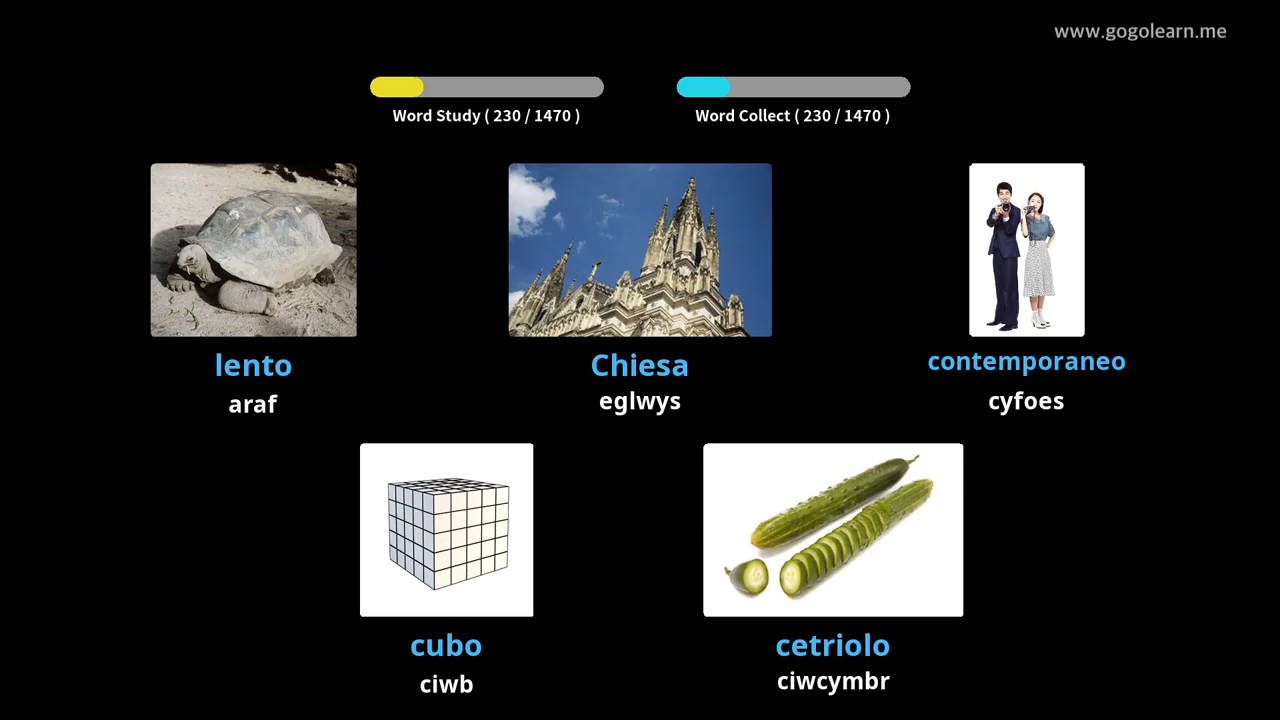 www.gogolearn.me
Word Study ( 230 / 1470 )
Word Collect ( 230 / 1470 )
lento
araf
Chiesa
eglwys
contemporaneo
cyfoes
cubo
ciwb
cetriolo
ciwcymbr